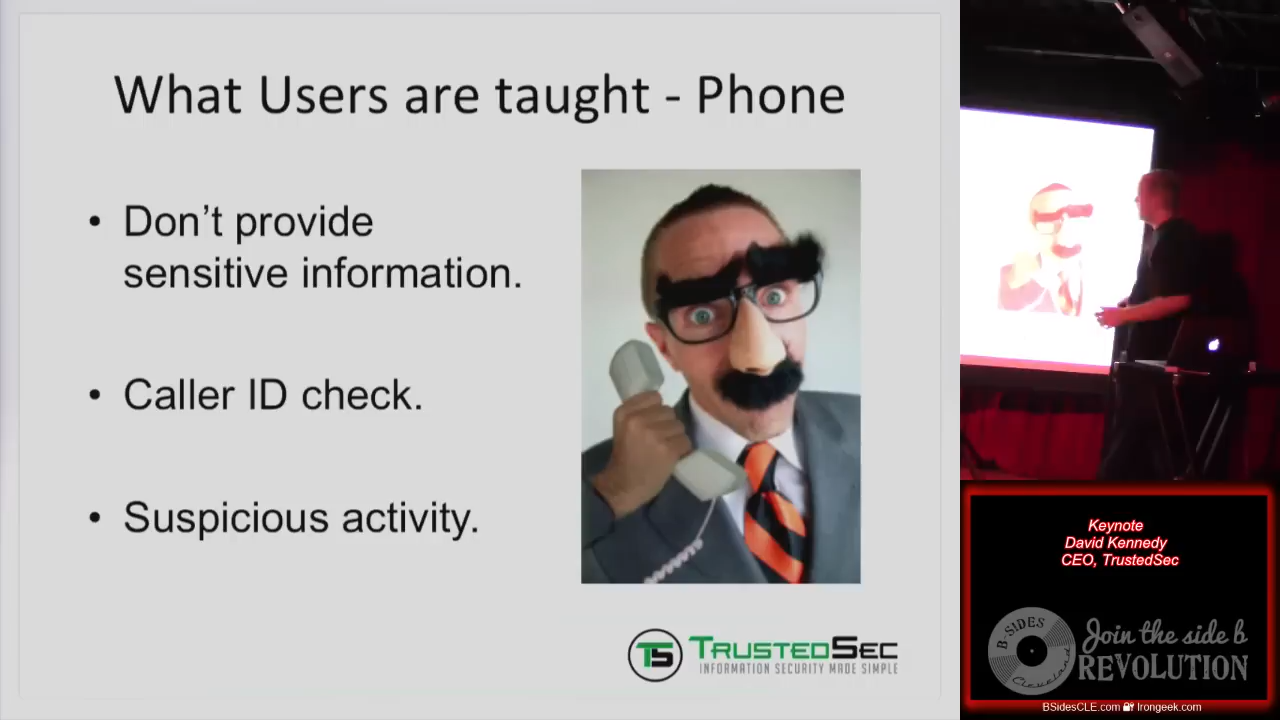 What Users are taught - Phone
• Don’t provide
sensitive information.
• Caller ID check.
• Suspicious activity.
TS TRUSTEDSEC
INFORMATION SECURITY MADE SIMPLE
Keynote
David Kennedy
CEO, TrustedSec
B-SIDES
Cleveland
Join the side b
REVOLUTION
BSidesCLE.com Irongeek.com